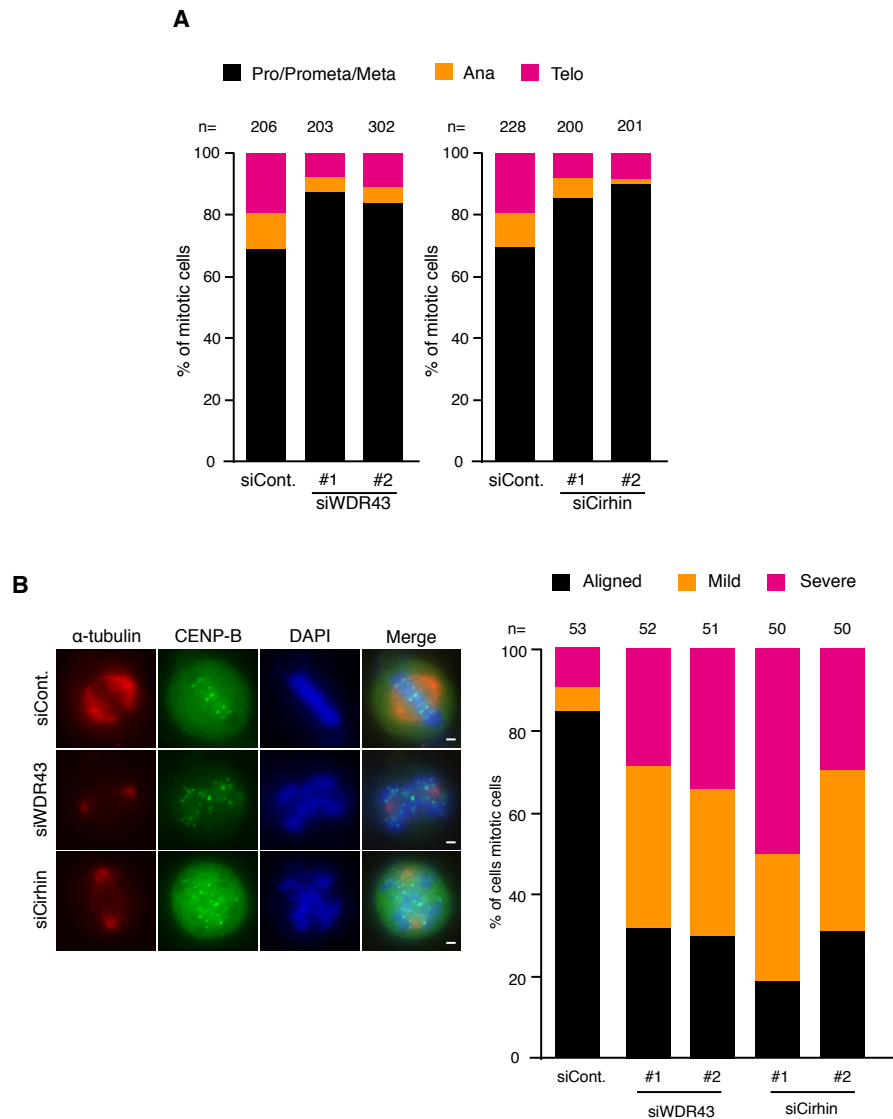 A
Pro/Prometa/Meta Ana Telo
n= 206 203 302
n= 228 200 201
100
80
60
40
20
0
% of mitotic cells
siCont. #1 #2
siWDR43
100
80
60
40
20
0
% of mitotic cells
siCont. #1 #2
siCirhin
B
α-tubulin CENP-B DAPI Merge
siCont.
siWDR43
siCirhin
Aligned Mild Severe
n= 53 52 51 50 50
100
80
60
40
20
0
% of cells mitotic cells
siCont. #1 #2 #1 #2
siWDR43 siCirhin